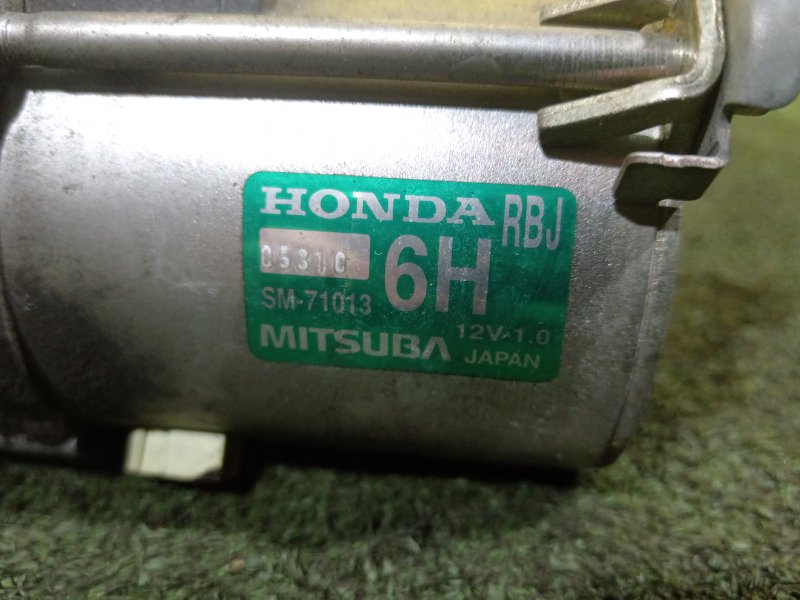 HONDA RBJ
05310 6H
SM-71013
12V-1.0
MITSUBA JAPAN